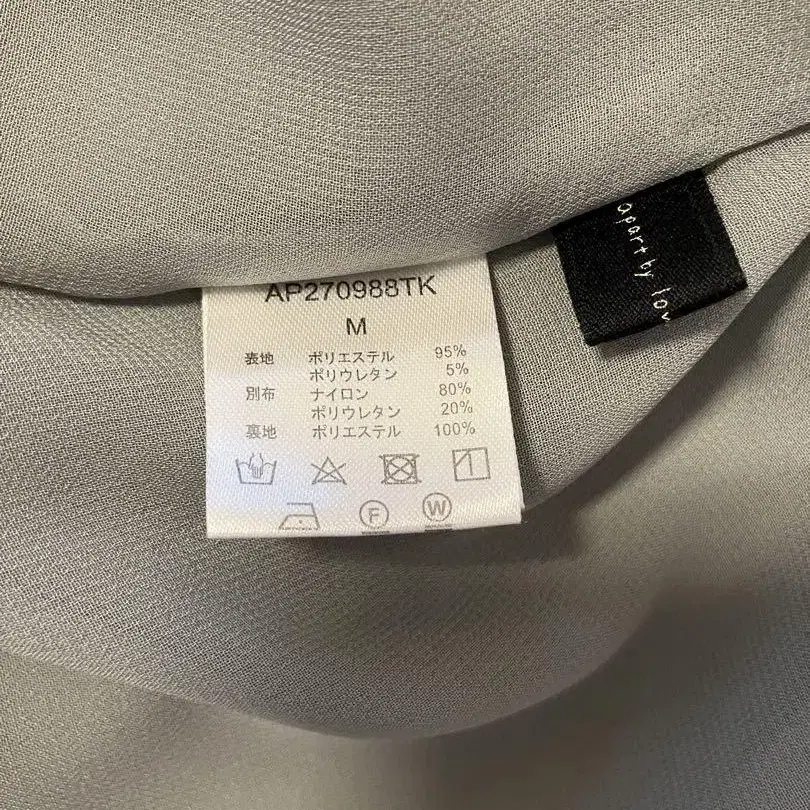 apart by lov
AP270988TK
M
表地 ポリエステル 95%
ポリウレタン 5%
別布 ナイロン 80%
ポリウレタン 20%
裏地 ポリエステル 100%
F W